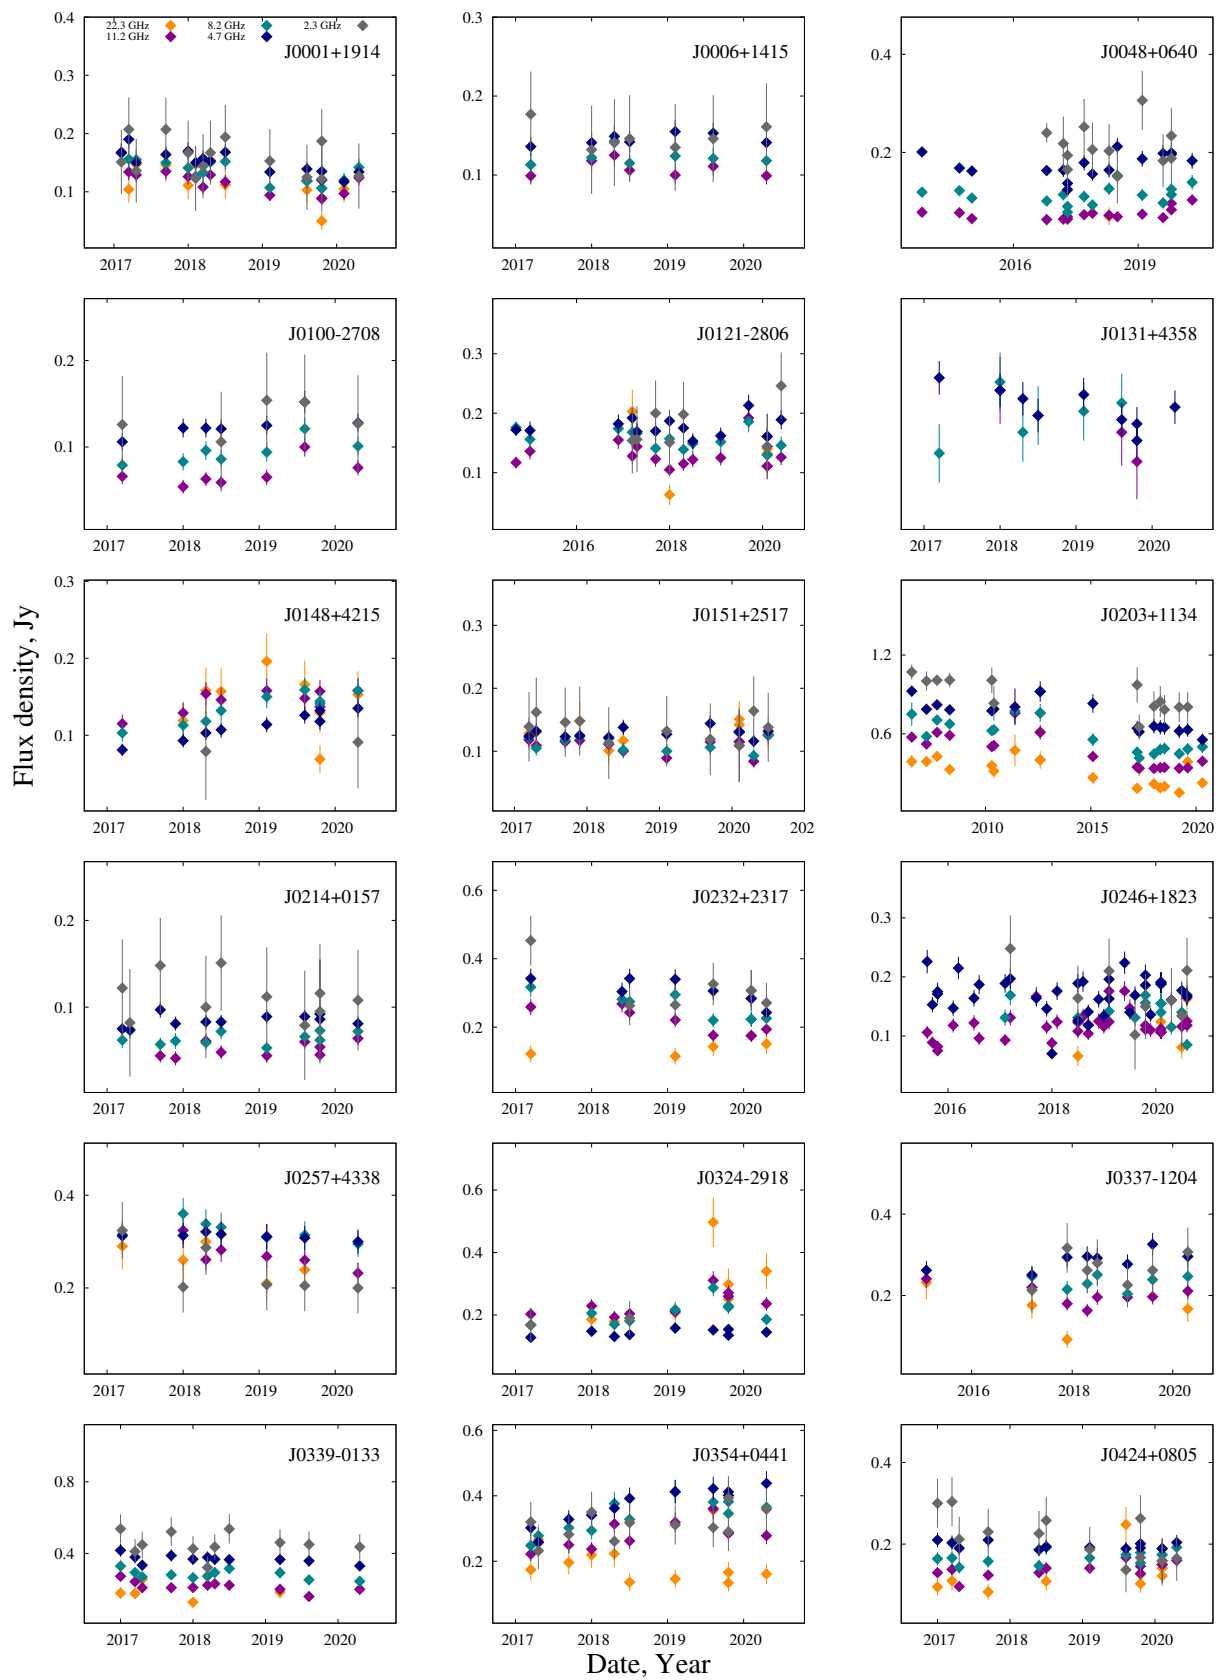 22.3 GHz 8.2 GHz 2.3 GHz
11.2 GHz 4.7 GHz
J0001+1914
0.4
0.3
0.2
0.1
2017 2018 2019 2020
J0006+1415
0.3
0.2
0.1
2017 2018 2019 2020
J0048+0640
0.4
0.2
2016 2019
J0100-2708
0.2
0.1
2017 2018 2019 2020
J0121-2806
0.3
0.2
0.1
2016 2018 2020
J0131+4358
2017 2018 2019 2020
J0148+4215
0.3
0.2
0.1
2017 2018 2019 2020
J0151+2517
0.3
0.2
0.1
2017 2018 2019 2020 202
J0203+1134
1.2
0.6
2010 2015 2020
J0214+0157
0.2
0.1
2017 2018 2019 2020
J0232+2317
0.6
0.4
0.2
2017 2018 2019 2020
J0246+1823
0.3
0.2
0.1
2016 2018 2020
J0257+4338
0.4
0.2
2017 2018 2019 2020
J0324-2918
0.6
0.4
0.2
2017 2018 2019 2020
J0337-1204
0.4
0.2
2016 2018 2020
J0339-0133
0.8
0.4
2017 2018 2019 2020
J0354+0441
0.6
0.4
0.2
2017 2018 2019 2020
J0424+0805
0.4
0.2
2017 2018 2019 2020
Flux density, Jy
Date, Year